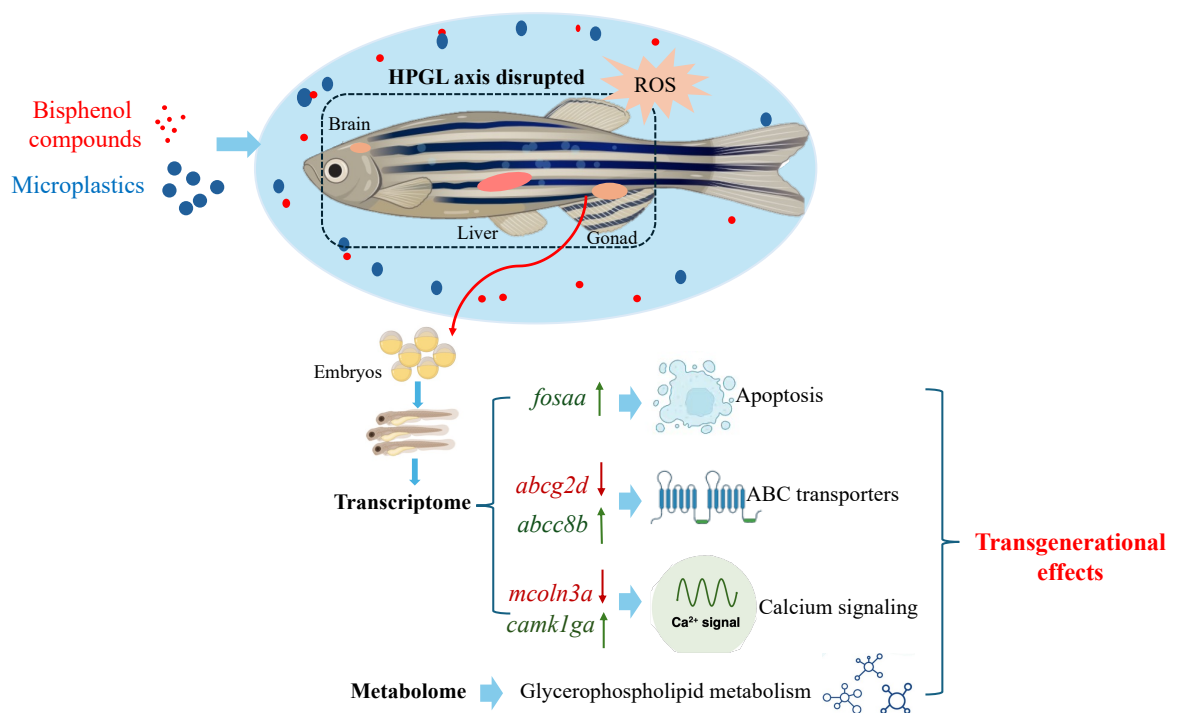 HPGL axis disrupted
ROS
Bisphenol
compounds
Microplastics
Brain
Liver
Gonad
Embryos
Transcriptome
fosaa
Apoptosis
abcg2d
abcc8b
ABC transporters
mcoln3a
camk1ga
Ca²⁺ signal
Calcium signaling
Transgenerational
effects
Metabolome
Glycerophospholipid metabolism